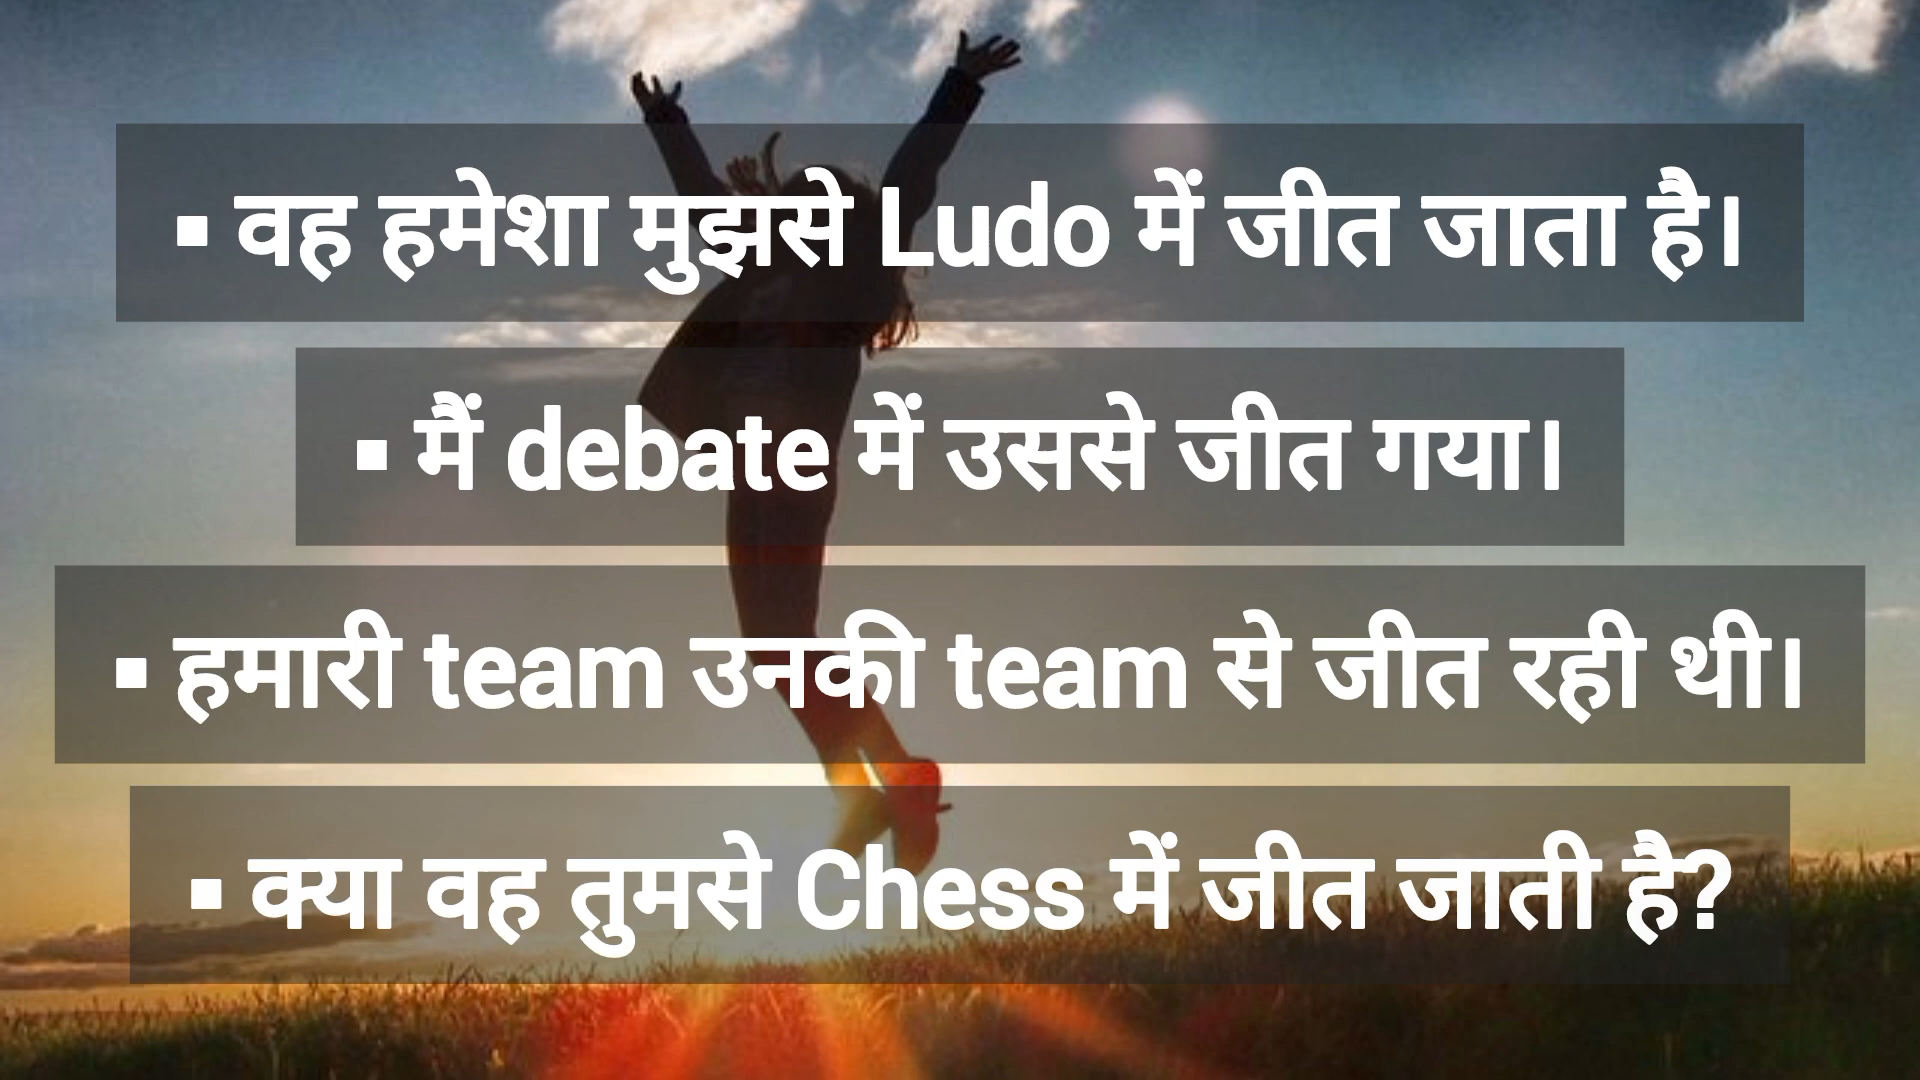 ▪ वह हमेशा मुझसे Ludo में जीत जाता है।
▪ मैं debate में उससे जीत गया।
▪ हमारी team उनकी team से जीत रही थी।
▪ क्या वह तुमसे Chess में जीत जाती है?